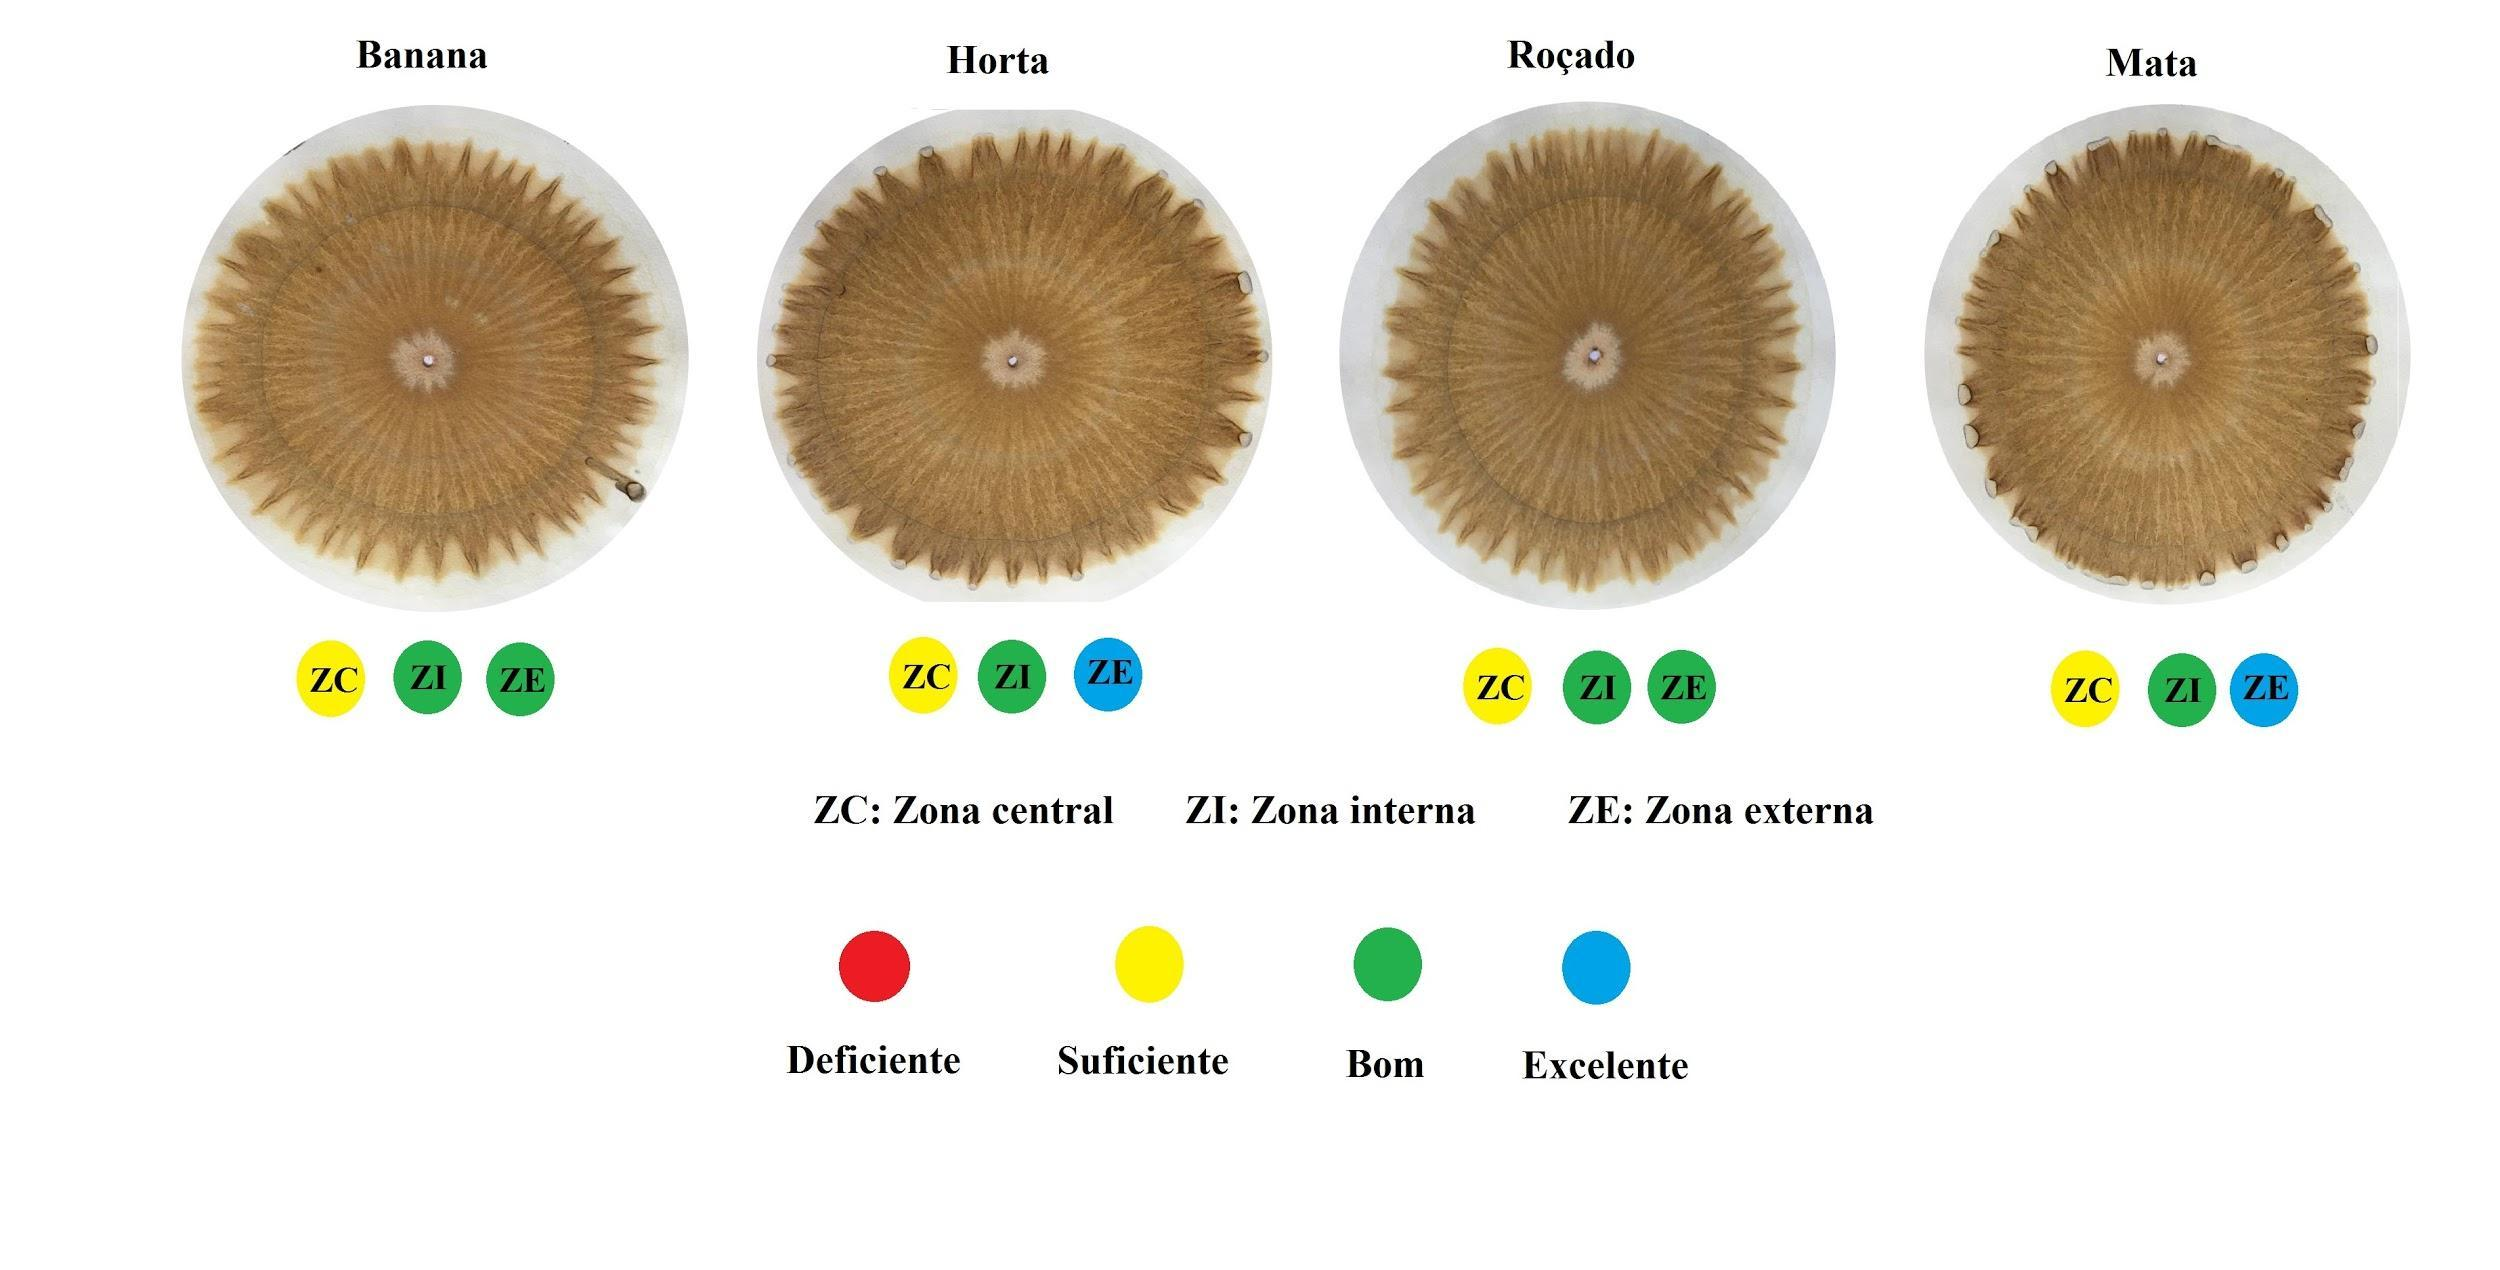 Banana Horta Roçado Mata
ZC ZI ZE ZC ZI ZE ZC ZI ZE ZC ZI ZE
ZC: Zona central ZI: Zona interna ZE: Zona externa
Deficiente Suficiente Bom Excelente